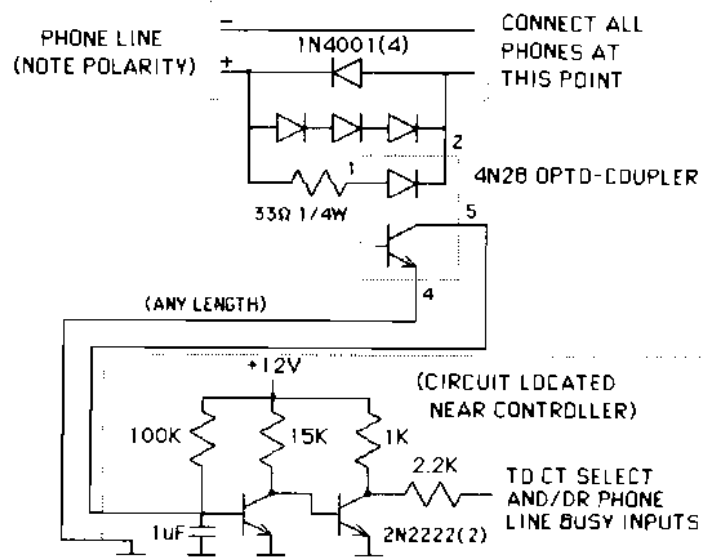 PHONE LINE
(NOTE POLARITY)
−
+
1N4001(4)
CONNECT ALL
PHONES AT
THIS POINT
2
1
4N28 OPTO-COUPLER
33Ω 1/4W
5
4
(ANY LENGTH)
+12V
(CIRCUIT LOCATED
NEAR CONTROLLER)
100K
15K
1K
2.2K
TO CT SELECT
AND/OR PHONE
LINE BUSY INPUTS
1uF
2N2222(2)